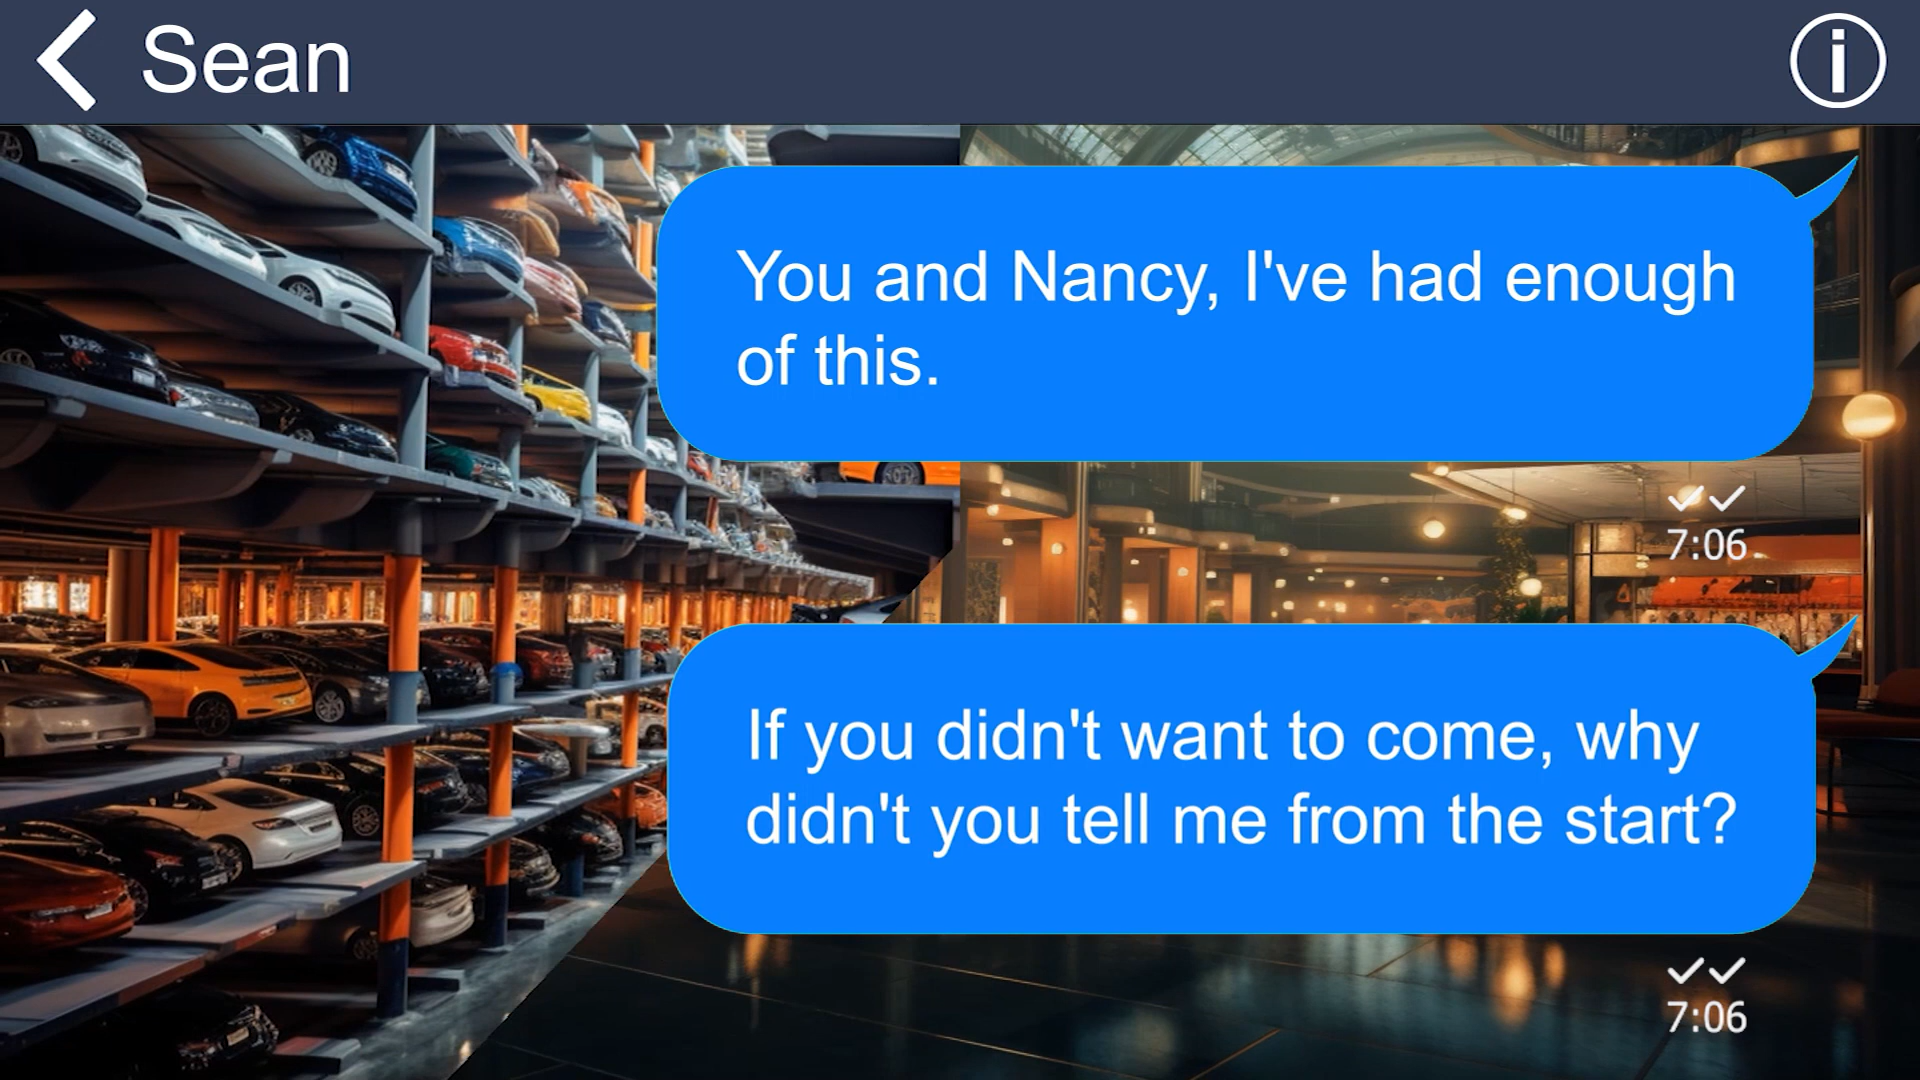 Sean
You and Nancy, I've had enough
of this.
7:06
If you didn't want to come, why
didn't you tell me from the start?
7:06